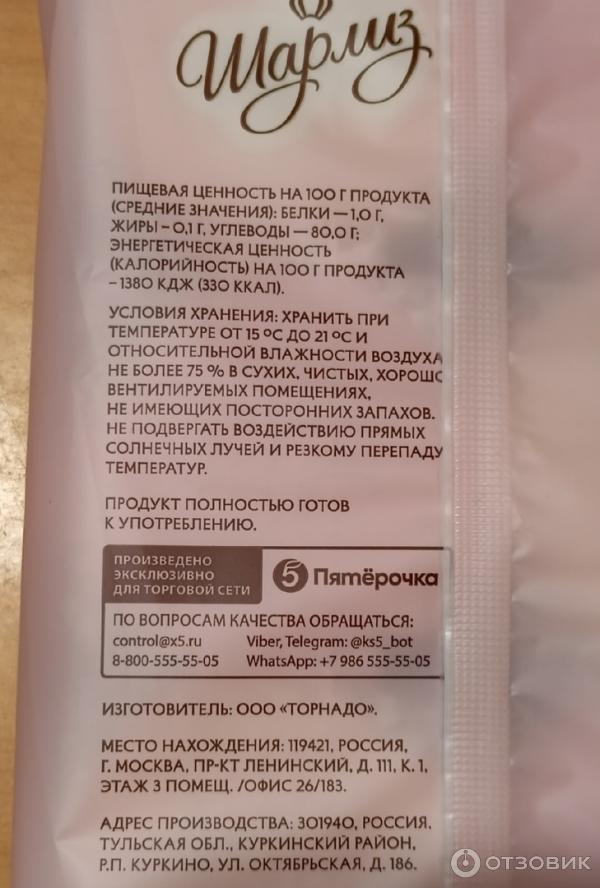 Шарлиз
ПИЩЕВАЯ ЦЕННОСТЬ НА 100 Г ПРОДУКТА
(СРЕДНИЕ ЗНАЧЕНИЯ): БЕЛКИ — 1,0 Г,
ЖИРЫ – 0,1 Г, УГЛЕВОДЫ — 80,0 Г;
ЭНЕРГЕТИЧЕСКАЯ ЦЕННОСТЬ
(КАЛОРИЙНОСТЬ) НА 100 Г ПРОДУКТА
– 1380 КДЖ (330 ККАЛ).
УСЛОВИЯ ХРАНЕНИЯ: ХРАНИТЬ ПРИ
ТЕМПЕРАТУРЕ ОТ 15 ºС ДО 21 ºС И
ОТНОСИТЕЛЬНОЙ ВЛАЖНОСТИ ВОЗДУХА
НЕ БОЛЕЕ 75 % В СУХИХ, ЧИСТЫХ, ХОРОШО
ВЕНТИЛИРУЕМЫХ ПОМЕЩЕНИЯХ,
НЕ ИМЕЮЩИХ ПОСТОРОННИХ ЗАПАХОВ.
НЕ ПОДВЕРГАТЬ ВОЗДЕЙСТВИЮ ПРЯМЫХ
СОЛНЕЧНЫХ ЛУЧЕЙ И РЕЗКОМУ ПЕРЕПАДУ
ТЕМПЕРАТУР.
ПРОДУКТ ПОЛНОСТЬЮ ГОТОВ
К УПОТРЕБЛЕНИЮ.
ПРОИЗВЕДЕНО
ЭКСКЛЮЗИВНО
ДЛЯ ТОРГОВОЙ СЕТИ
5 Пятёрочка
ПО ВОПРОСАМ КАЧЕСТВА ОБРАЩАТЬСЯ:
control@x5.ru Viber, Telegram: @ks5_bot
8-800-555-55-05 WhatsApp: +7 986 555-55-05
ИЗГОТОВИТЕЛЬ: ООО «ТОРНАДО».
МЕСТО НАХОЖДЕНИЯ: 119421, РОССИЯ,
Г. МОСКВА, ПР-КТ ЛЕНИНСКИЙ, Д. 111, К. 1,
ЭТАЖ 3 ПОМЕЩ. /ОФИС 26/183.
АДРЕС ПРОИЗВОДСТВА: 301940, РОССИЯ,
ТУЛЬСКАЯ ОБЛ., КУРКИНСКИЙ РАЙОН,
Р.П. КУРКИНО, УЛ. ОКТЯБРЬСКАЯ, Д. 186.
ОТЗОВИК